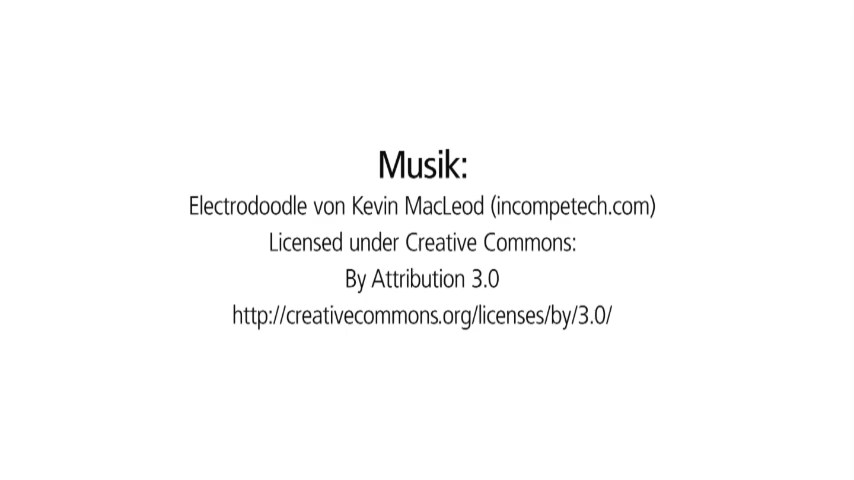 Musik:
Electrodoodle von Kevin MacLeod (incompetech.com)
Licensed under Creative Commons:
By Attribution 3.0
http://creativecommons.org/licenses/by/3.0/